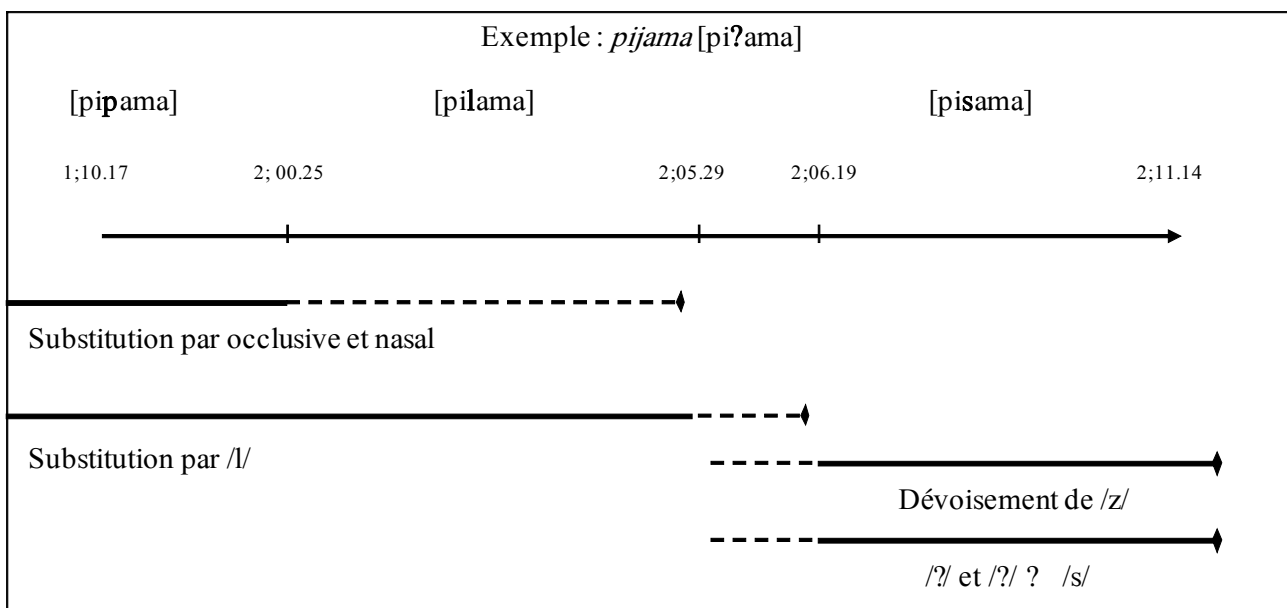 Exemple : pijama [pi?ama]
[pipama] [pilama] [pisama]
1;10.17 2; 00.25 2;05.29 2;06.19 2;11.14
Substitution par occlusive et nasal
Substitution par /l/
Dévoisement de /z/
/?/ et /?/ ? /s/